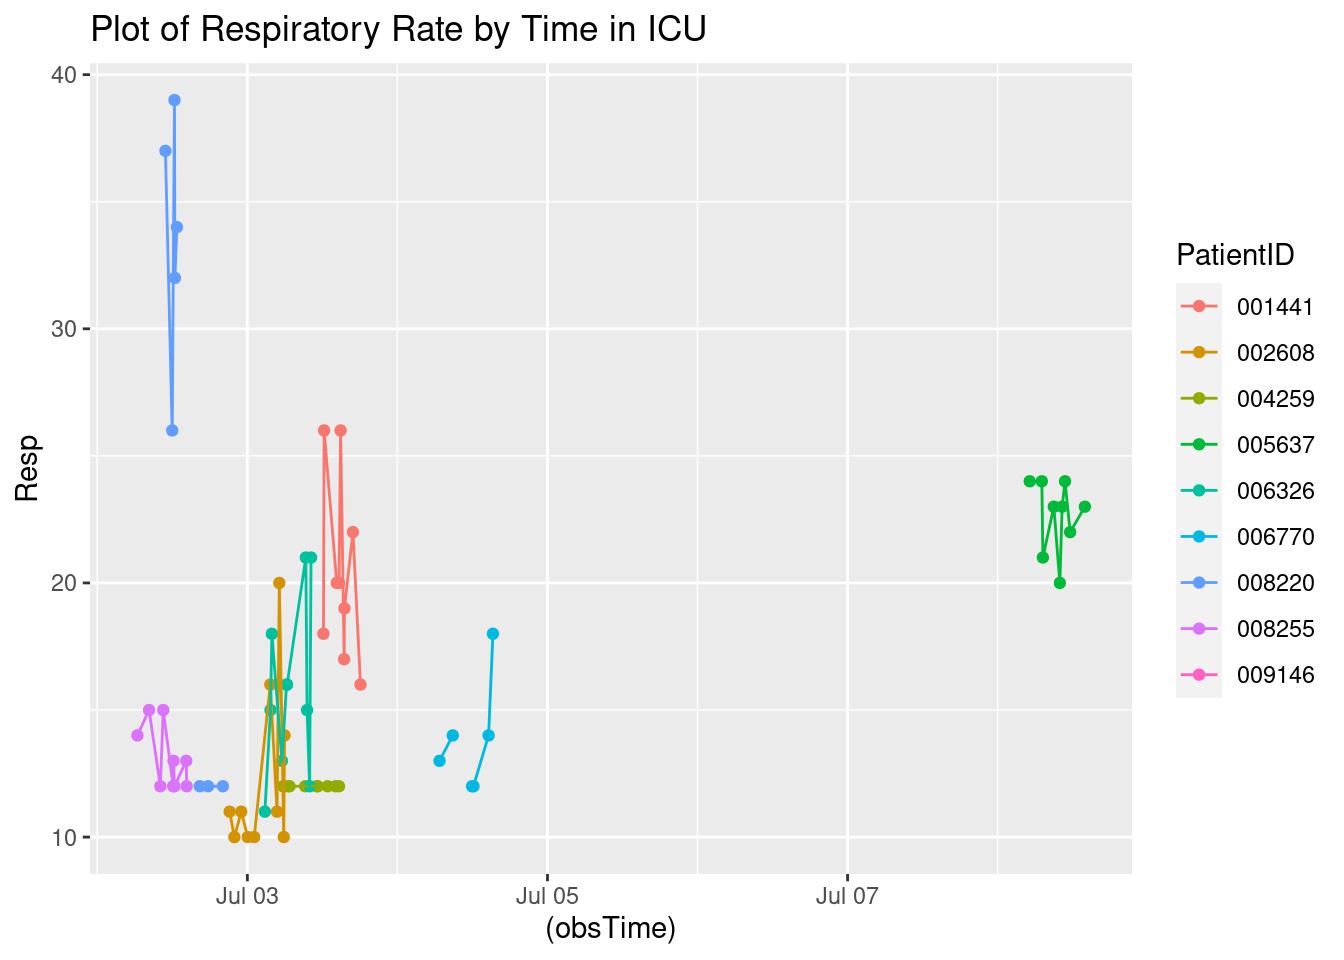 Plot of Respiratory Rate by Time in ICU
40
30
20
10
Resp
Jul 03
Jul 05
Jul 07
(obsTime)
PatientID
001441
002608
004259
005637
006326
006770
008220
008255
009146